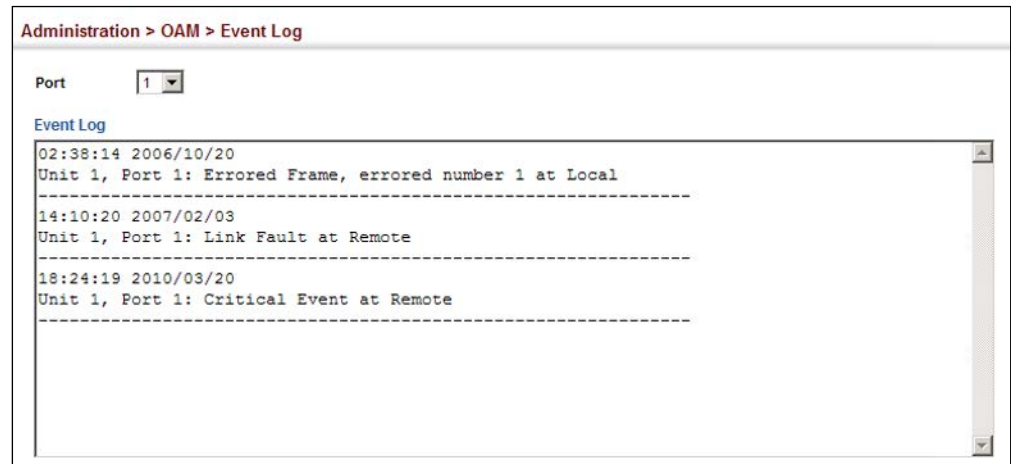 Administration > OAM > Event Log
Port 1
Event Log
02:38:14 2006/10/20
Unit 1, Port 1: Errored Frame, errored number 1 at Local
---------------------------------------------------------------
14:10:20 2007/02/03
Unit 1, Port 1: Link Fault at Remote
---------------------------------------------------------------
18:24:19 2010/03/20
Unit 1, Port 1: Critical Event at Remote
---------------------------------------------------------------